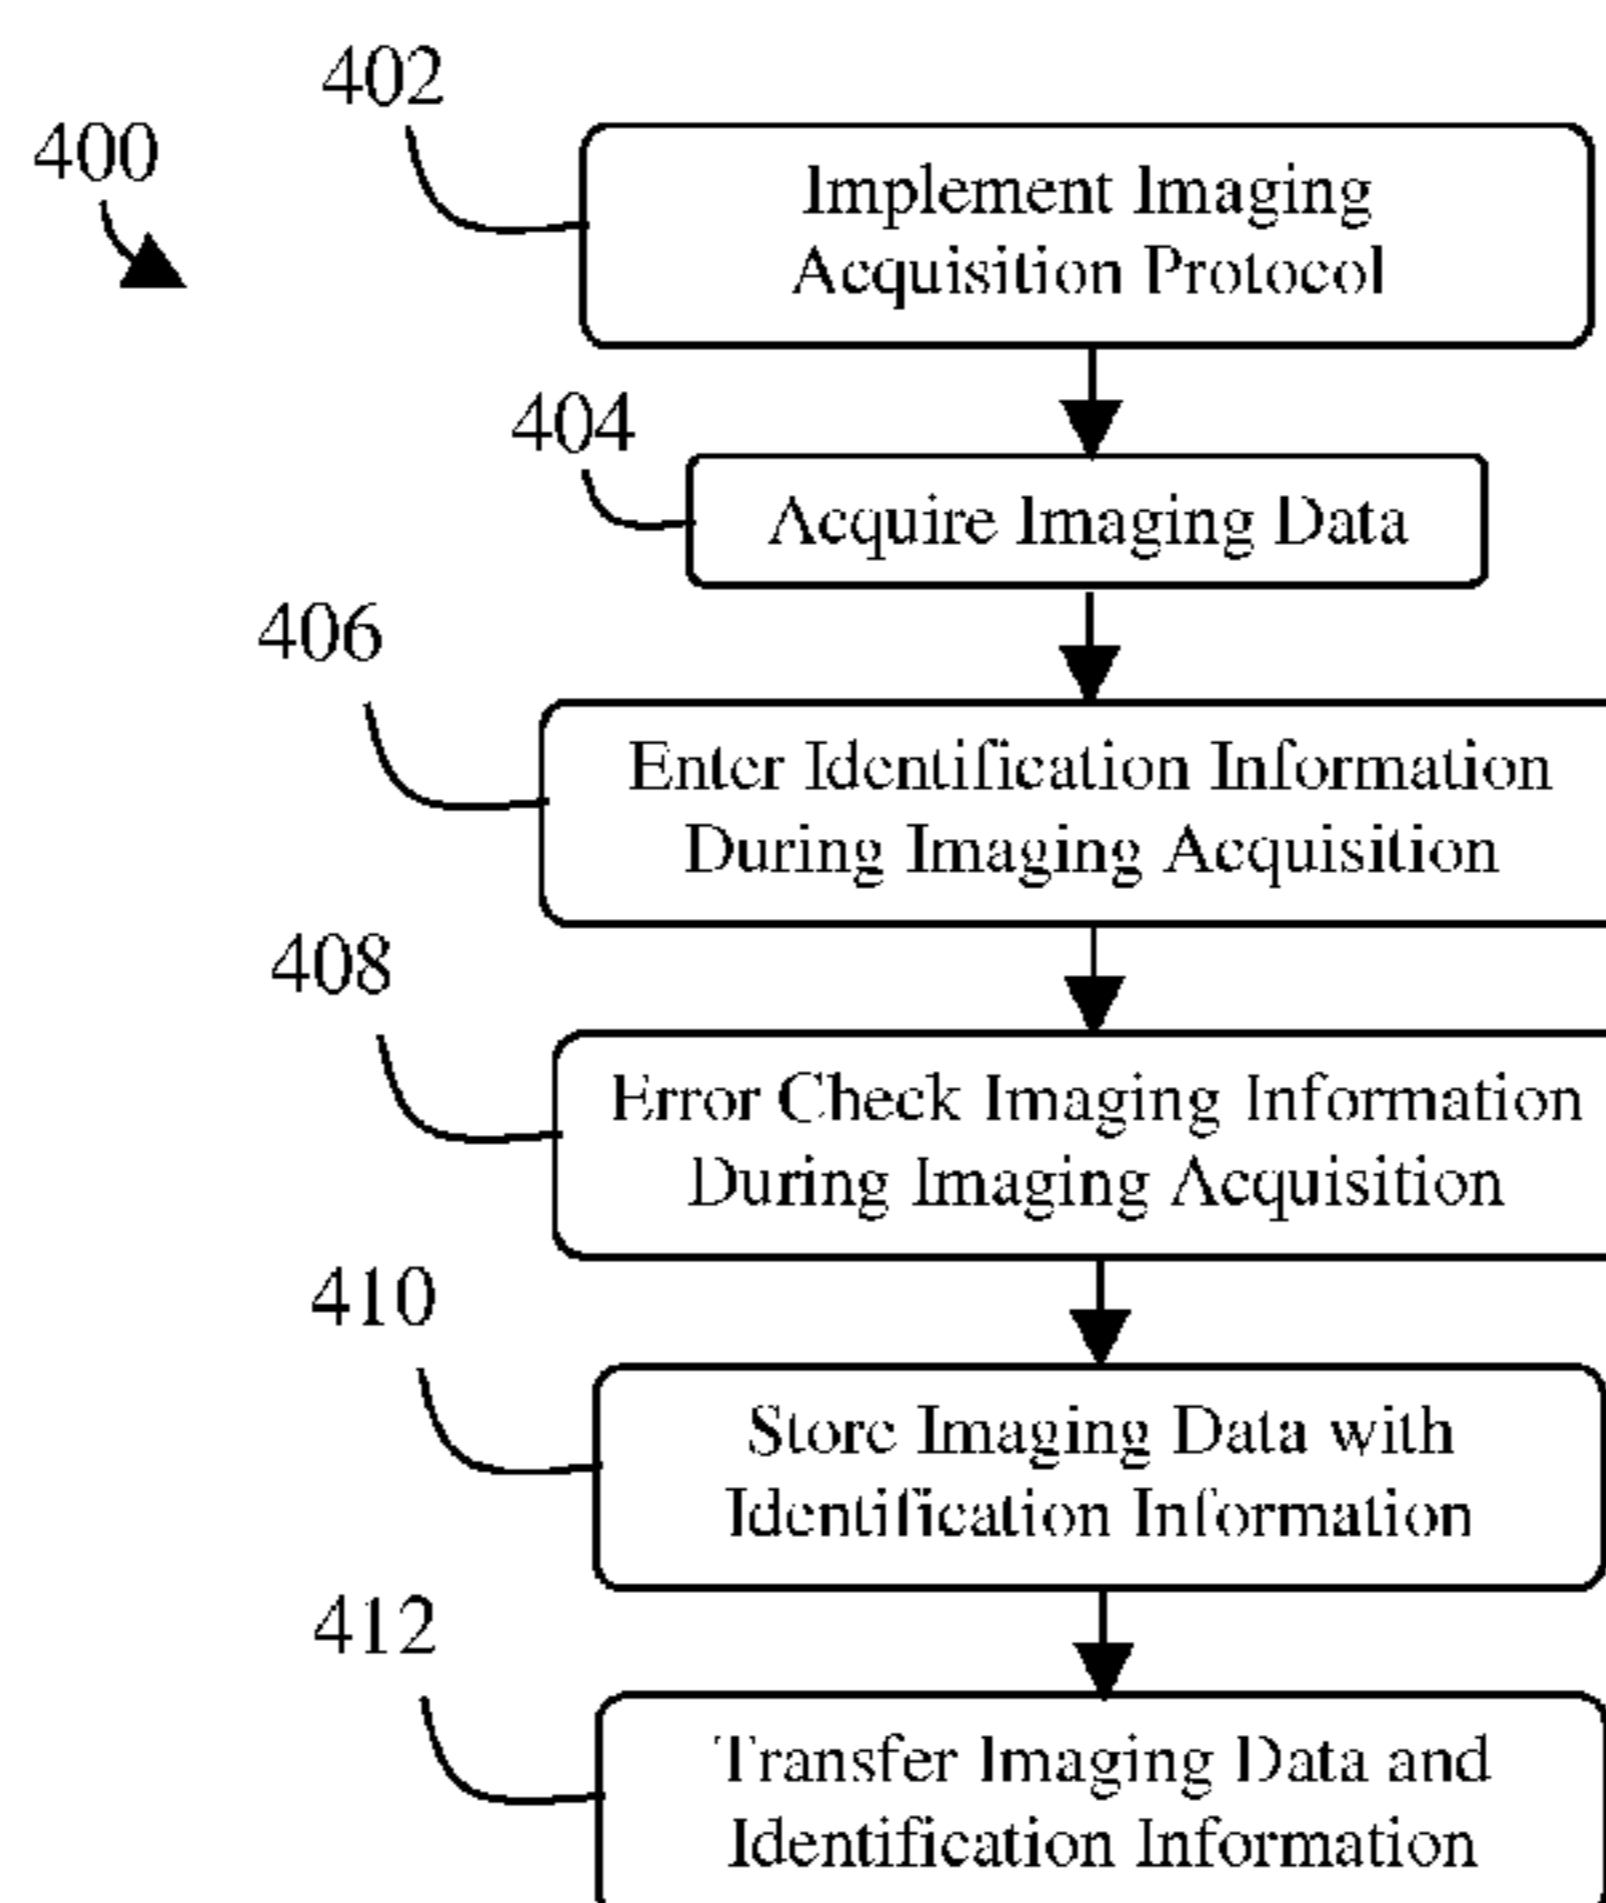 402
400
Implement Imaging
Acquisition Protocol
404
Acquire Imaging Data
406
Enter Identification Information
During Imaging Acquisition
408
Error Check Imaging Information
During Imaging Acquisition
410
Store Imaging Data with
Identification Information
412
Transfer Imaging Data and
Identification Information